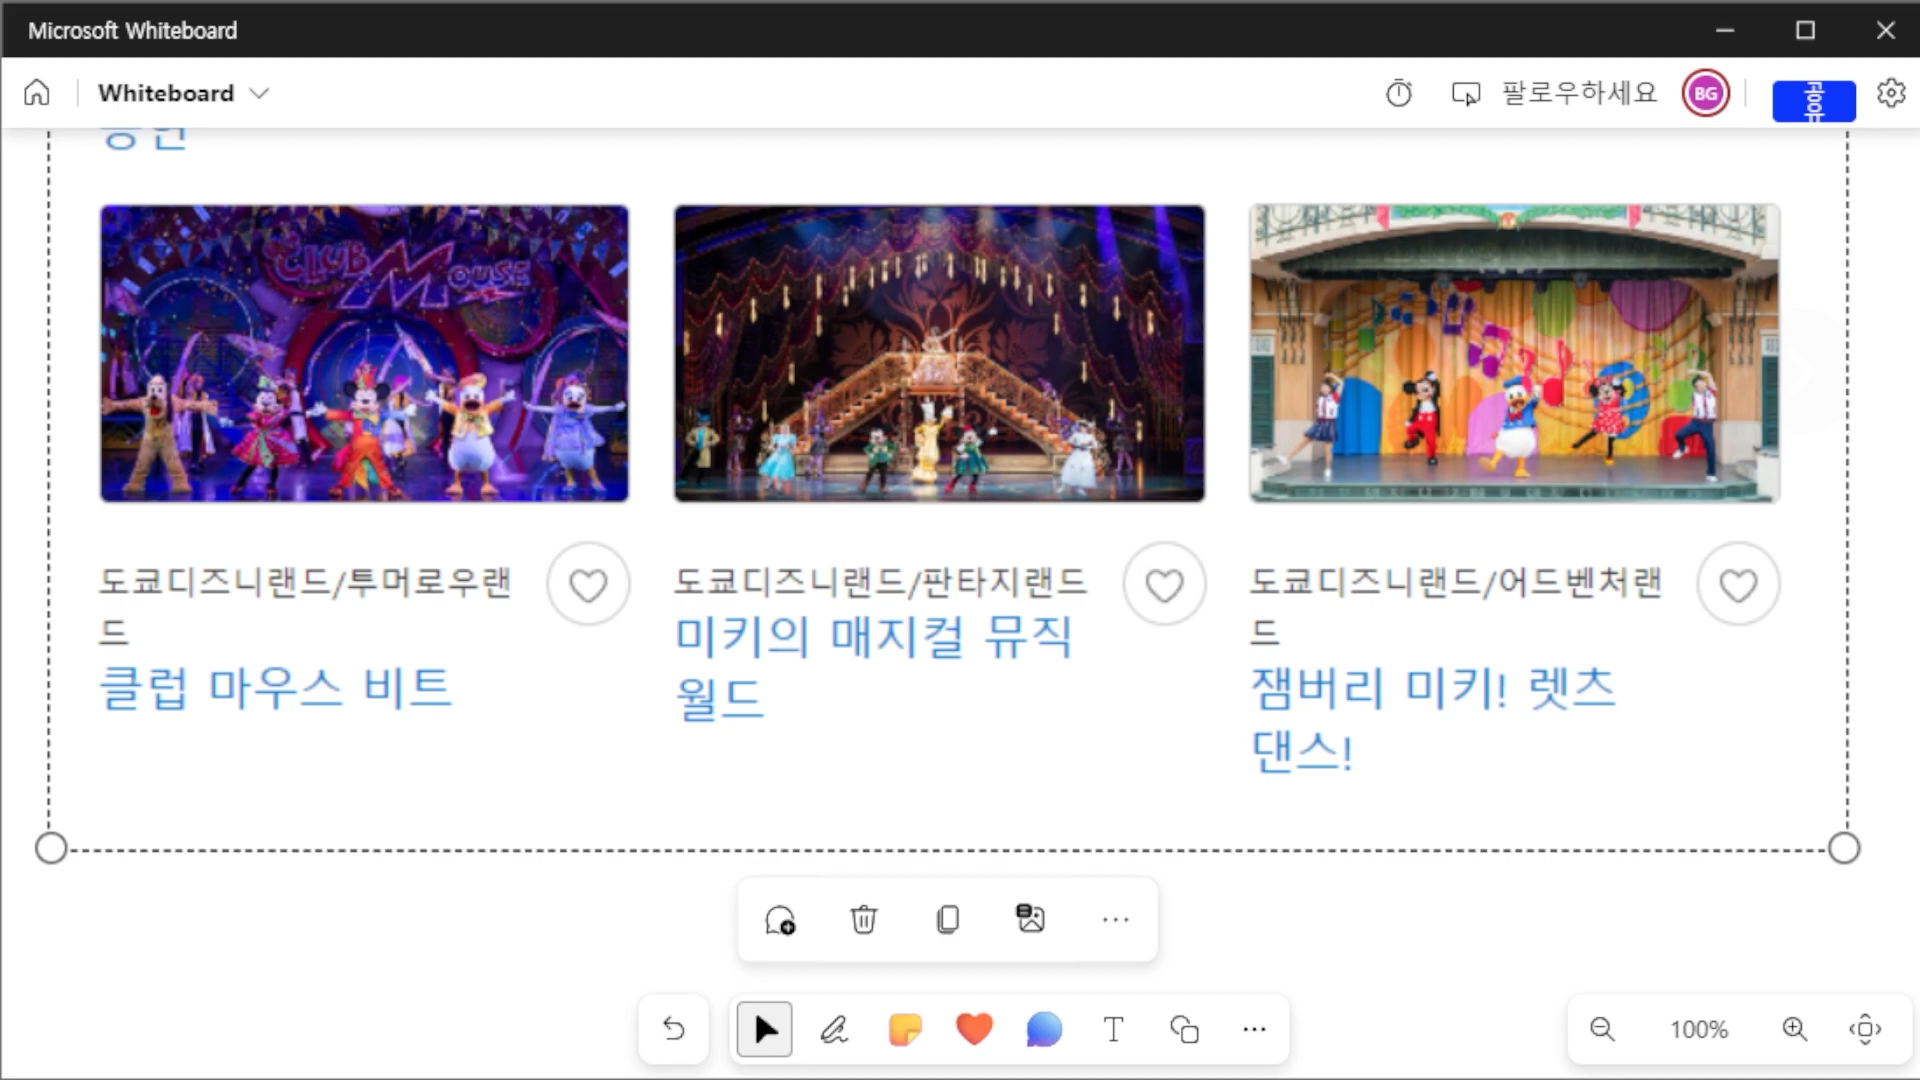 Microsoft Whiteboard
Whiteboard
팔로우하세요
BG
공유
공연
CLUB MOUSE
도쿄디즈니랜드/투머로우랜
드
클럽 마우스 비트
도쿄디즈니랜드/판타지랜드
미키의 매지컬 뮤직
월드
도쿄디즈니랜드/어드벤처랜
드
잼버리 미키! 렛츠
댄스!
100%